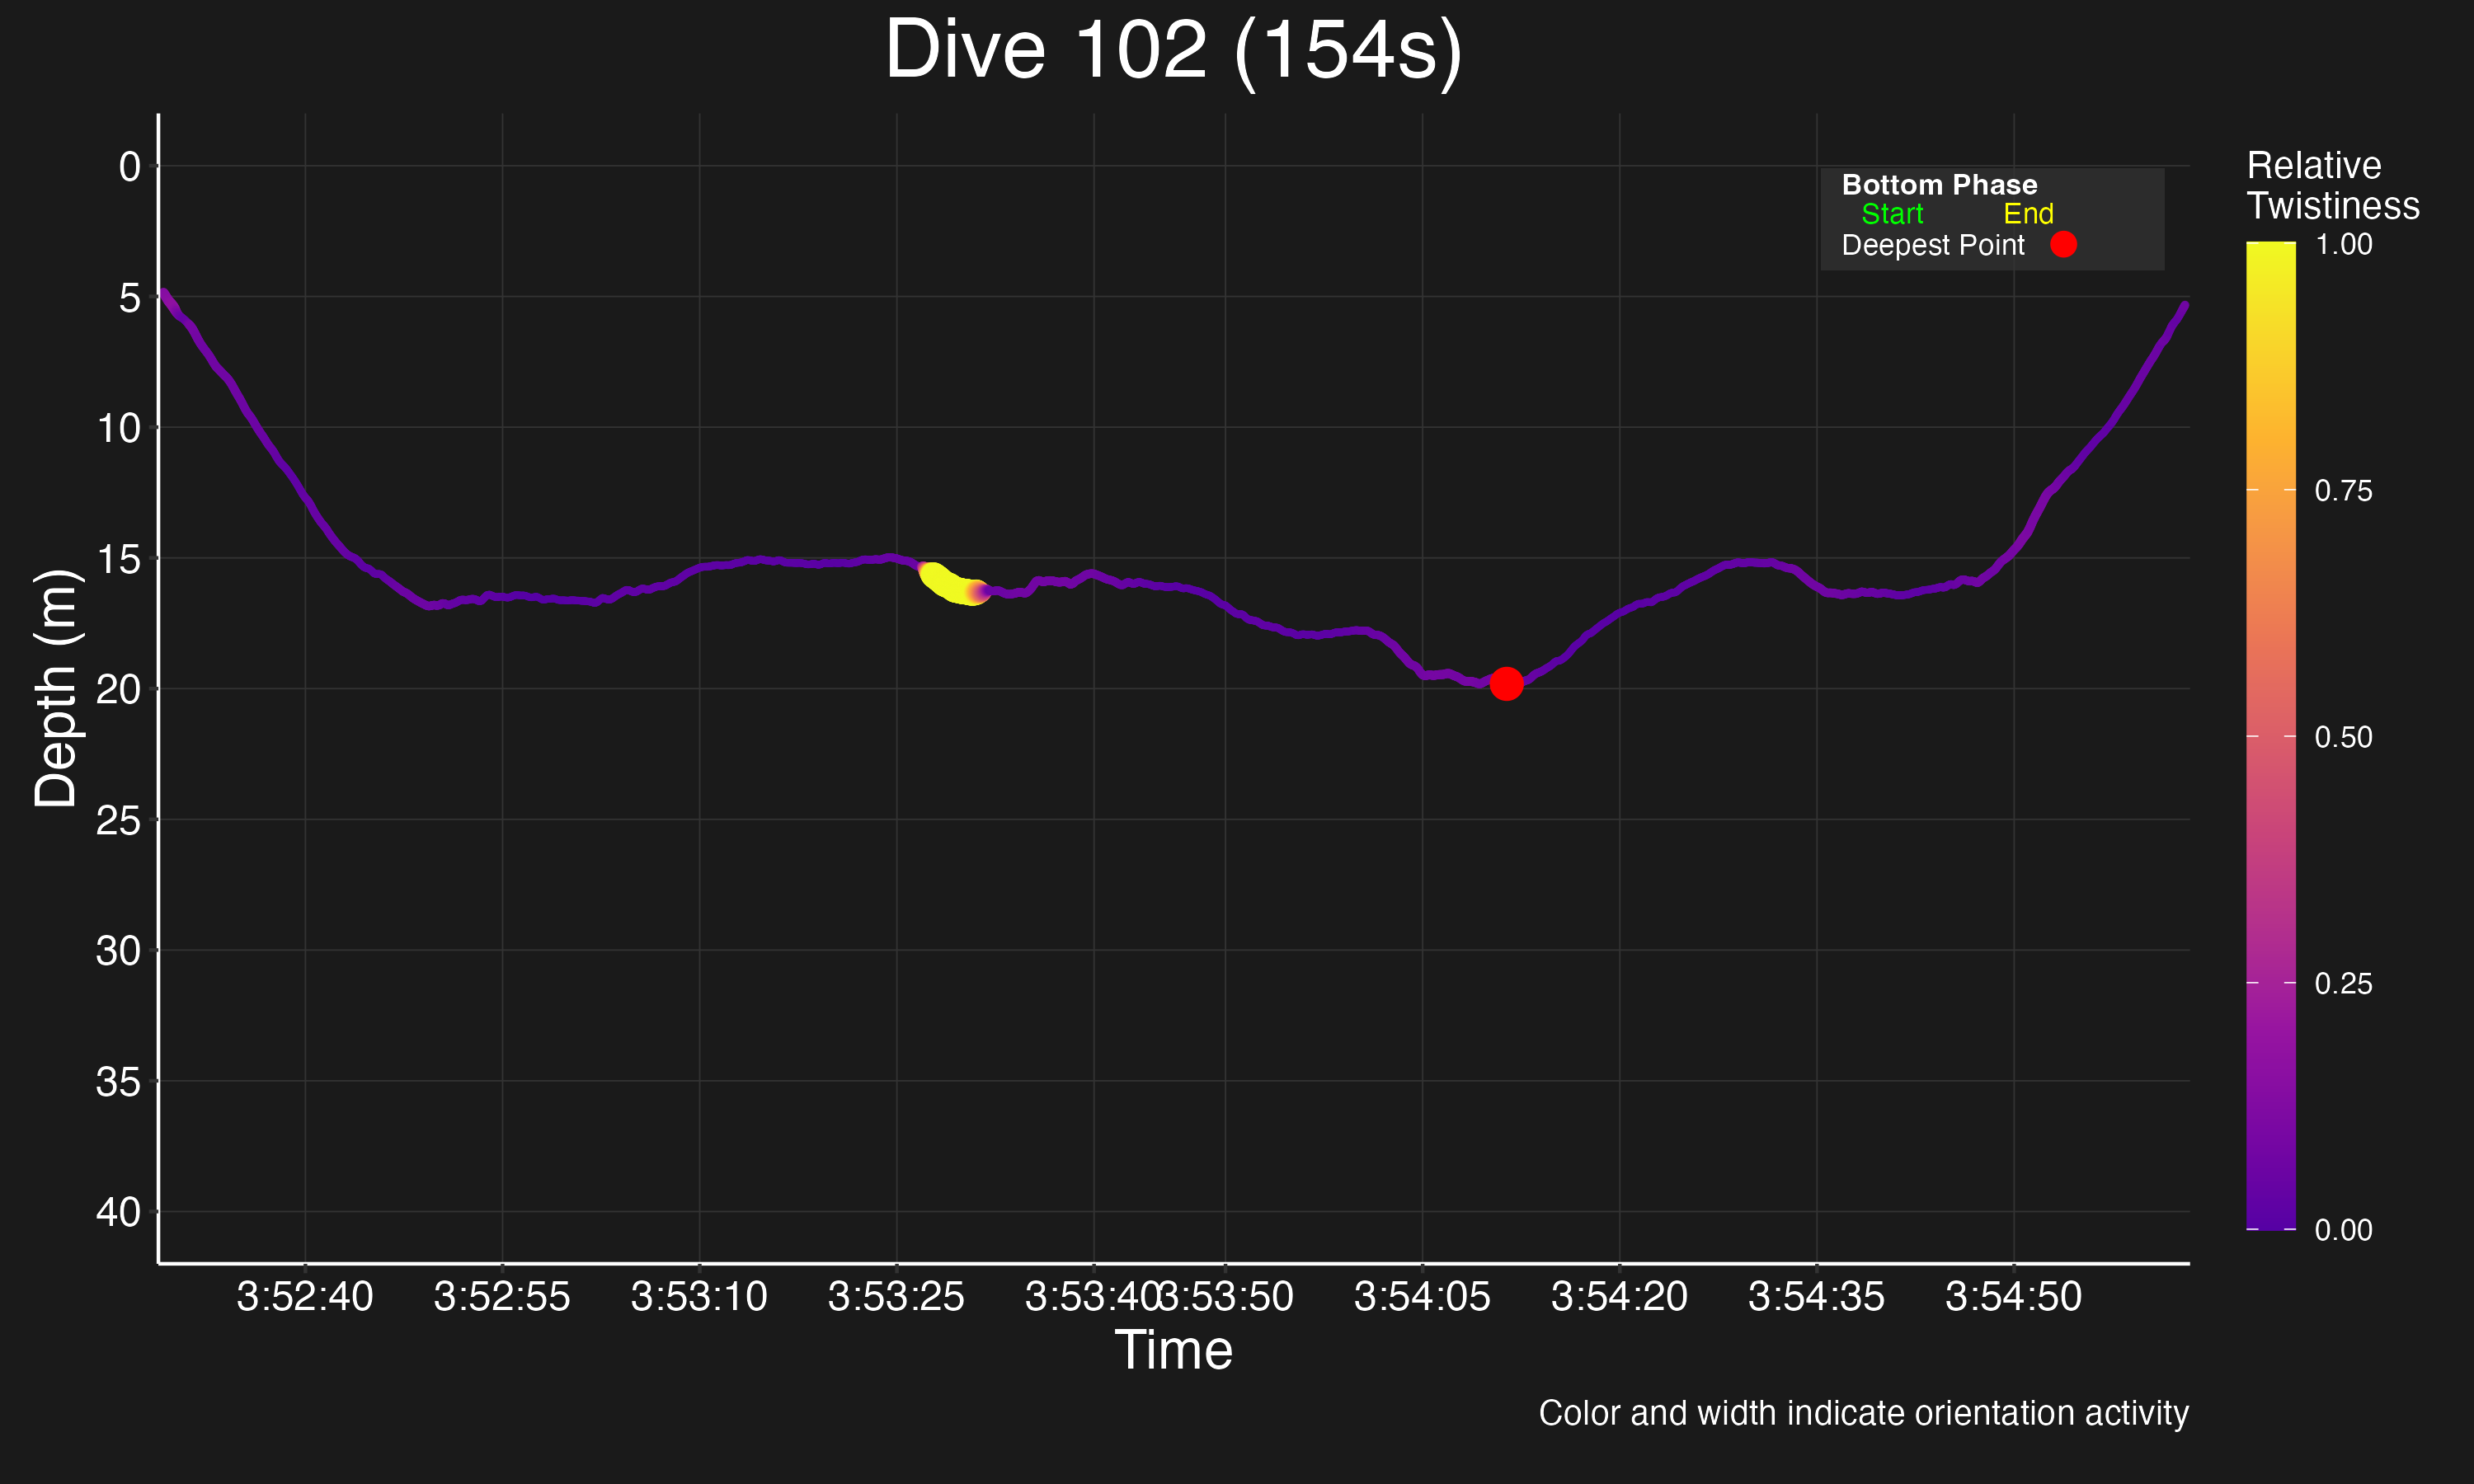 Dive 102 (154s)
Depth (m)
0
5
10
15
20
25
30
35
40
Bottom Phase
Start End
Deepest Point
Relative
Twistiness
1.00
0.75
0.50
0.25
0.00
3:52:40 3:52:55 3:53:10 3:53:25 3:53:40 3:53:50 3:54:05 3:54:20 3:54:35 3:54:50
Time
Color and width indicate orientation activity